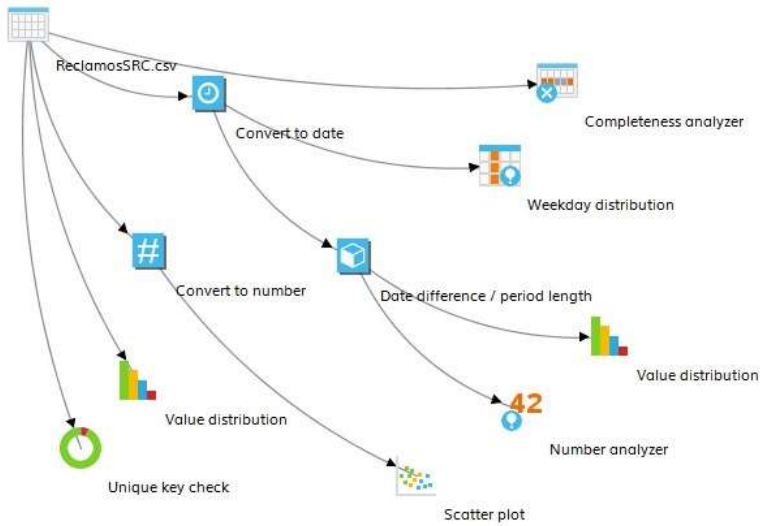 ReclamosSRC.csv
Completeness analyzer
Convert to date
Weekday distribution
#
Convert to number
Date difference / period length
Value distribution
42
Value distribution
Number analyzer
Unique key check
Scatter plot